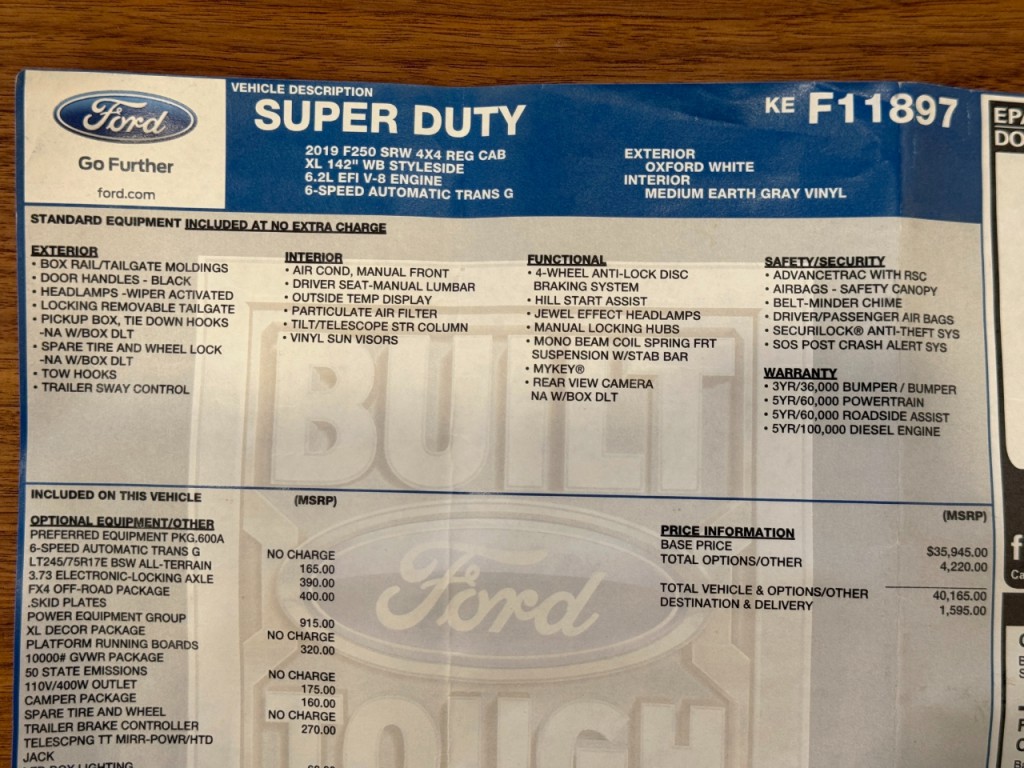 Ford
Go Further
ford.com
VEHICLE DESCRIPTION
SUPER DUTY
2019 F250 SRW 4X4 REG CAB
XL 142" WB STYLESIDE
6.2L EFI V-8 ENGINE
6-SPEED AUTOMATIC TRANS G
KE F11897
EXTERIOR
OXFORD WHITE
INTERIOR
MEDIUM EARTH GRAY VINYL
EPA
DO
STANDARD EQUIPMENT INCLUDED AT NO EXTRA CHARGE
EXTERIOR
• BOX RAIL/TAILGATE MOLDINGS
• DOOR HANDLES - BLACK
• HEADLAMPS -WIPER ACTIVATED
• LOCKING REMOVABLE TAILGATE
• PICKUP BOX, TIE DOWN HOOKS
-NA W/BOX DLT
• SPARE TIRE AND WHEEL LOCK
-NA W/BOX DLT
• TOW HOOKS
• TRAILER SWAY CONTROL
INTERIOR
• AIR COND, MANUAL FRONT
• DRIVER SEAT-MANUAL LUMBAR
• OUTSIDE TEMP DISPLAY
• PARTICULATE AIR FILTER
• TILT/TELESCOPE STR COLUMN
• VINYL SUN VISORS
FUNCTIONAL
• 4-WHEEL ANTI-LOCK DISC
BRAKING SYSTEM
• HILL START ASSIST
• JEWEL EFFECT HEADLAMPS
• MANUAL LOCKING HUBS
• MONO BEAM COIL SPRING FRT
SUSPENSION W/STAB BAR
• MYKEY®
• REAR VIEW CAMERA
NA W/BOX DLT
SAFETY/SECURITY
• ADVANCETRAC WITH RSC
• AIRBAGS - SAFETY CANOPY
• BELT-MINDER CHIME
• DRIVER/PASSENGER AIR BAGS
• SECURILOCK® ANTI-THEFT SYS
• SOS POST CRASH ALERT SYS
WARRANTY
• 3YR/36,000 BUMPER / BUMPER
• 5YR/60,000 POWERTRAIN
• 5YR/60,000 ROADSIDE ASSIST
• 5YR/100,000 DIESEL ENGINE
BUILT
Ford
TOUGH
INCLUDED ON THIS VEHICLE (MSRP)
OPTIONAL EQUIPMENT/OTHER
PREFERRED EQUIPMENT PKG.600A
6-SPEED AUTOMATIC TRANS G NO CHARGE
LT245/75R17E BSW ALL-TERRAIN 165.00
3.73 ELECTRONIC-LOCKING AXLE 390.00
FX4 OFF-ROAD PACKAGE 400.00
.SKID PLATES
POWER EQUIPMENT GROUP 915.00
XL DECOR PACKAGE NO CHARGE
PLATFORM RUNNING BOARDS 320.00
10000# GVWR PACKAGE
50 STATE EMISSIONS NO CHARGE
110V/400W OUTLET 175.00
CAMPER PACKAGE 160.00
SPARE TIRE AND WHEEL NO CHARGE
TRAILER BRAKE CONTROLLER 270.00
TELESCPNG TT MIRR-POWR/HTD
JACK
(MSRP)
PRICE INFORMATION
BASE PRICE $35,945.00
TOTAL OPTIONS/OTHER 4,220.00
TOTAL VEHICLE & OPTIONS/OTHER 40,165.00
DESTINATION & DELIVERY 1,595.00